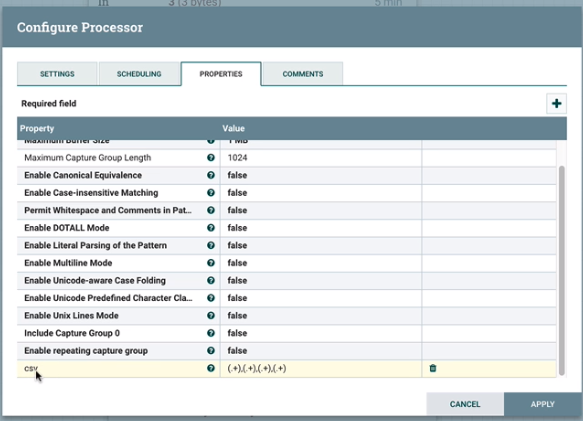 In 3 (3 bytes) 5 min
Configure Processor
SETTINGS SCHEDULING PROPERTIES COMMENTS
Required field
Property Value
Maximum Buffer Size 1 MB
Maximum Capture Group Length 1024
Enable Canonical Equivalence false
Enable Case-insensitive Matching false
Permit Whitespace and Comments in Pat... false
Enable DOTALL Mode false
Enable Literal Parsing of the Pattern false
Enable Multiline Mode false
Enable Unicode-aware Case Folding false
Enable Unicode Predefined Character Cla... false
Enable Unix Lines Mode false
Include Capture Group 0 false
Enable repeating capture group false
csv (.+),(.+),(.+),(.+)
CANCEL APPLY